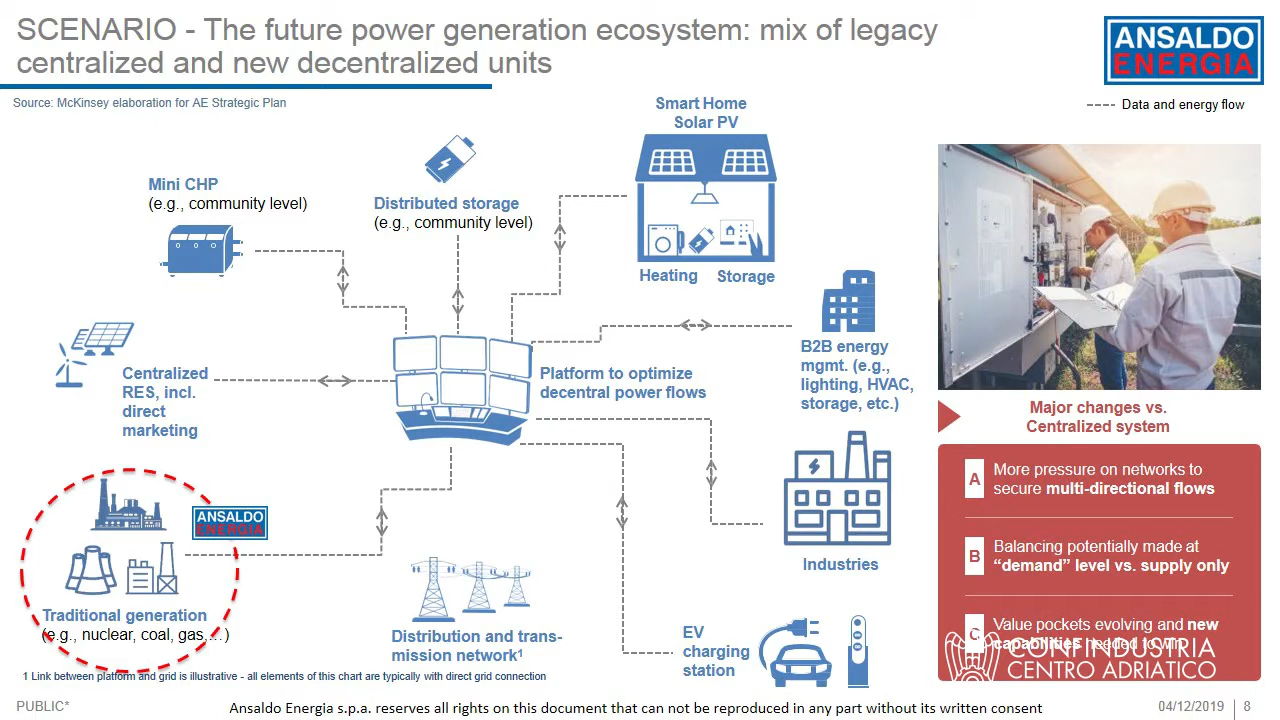 SCENARIO - The future power generation ecosystem: mix of legacy
centralized and new decentralized units
ANSALDO
ENERGIA
Source: McKinsey elaboration for AE Strategic Plan
Data and energy flow
Smart Home
Solar PV
Mini CHP
(e.g., community level)
Distributed storage
(e.g., community level)
Heating
Storage
B2B energy
mgmt. (e.g.,
lighting, HVAC,
storage, etc.)
Centralized
RES, incl.
direct
marketing
Platform to optimize
decentral power flows
Major changes vs.
Centralized system
A
More pressure on networks to
secure multi-directional flows
B
Balancing potentially made at
“demand” level vs. supply only
C
Value pockets evolving and new
capabilities needed to win
CONFINDUSTRIA
CENTRO ADRIATICO
ANSALDO
ENERGIA
Industries
Traditional generation
(e.g., nuclear, coal, gas,…)
Distribution and trans-
mission network¹
EV
charging
station
1 Link between platform and grid is illustrative - all elements of this chart are typically with direct grid connection
PUBLIC*
Ansaldo Energia s.p.a. reserves all rights on this document that can not be reproduced in any part without its written consent
04/12/2019
8